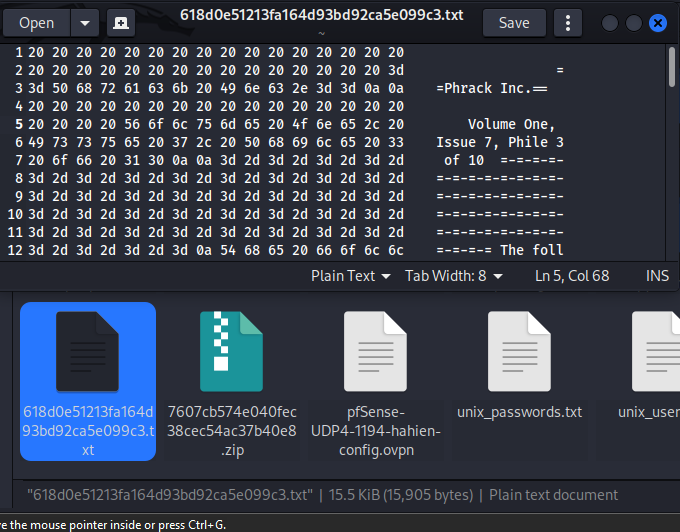 618d0e51213fa164d93bd92ca5e099c3.txt
Open
Save
~
1 20 20 20 20 20 20 20 20 20 20 20 20 20 20 20 20
2 20 20 20 20 20 20 20 20 20 20 20 20 20 20 20 3d =
3 3d 50 68 72 61 63 6b 20 49 6e 63 2e 3d 3d 0a 0a =Phrack Inc.==
4 20 20 20 20 20 20 20 20 20 20 20 20 20 20 20 20
5 20 20 20 20 56 6f 6c 75 6d 65 20 4f 6e 65 2c 20 Volume One,
6 49 73 73 75 65 20 37 2c 20 50 68 69 6c 65 20 33 Issue 7, Phile 3
7 20 6f 66 20 31 30 0a 0a 3d 2d 3d 2d 3d 2d 3d 2d of 10 =-=-=-=-
8 3d 2d 3d 2d 3d 2d 3d 2d 3d 2d 3d 2d 3d 2d 3d 2d =-=-=-=-=-=-=-=-
9 3d 2d 3d 2d 3d 2d 3d 2d 3d 2d 3d 2d 3d 2d 3d 2d =-=-=-=-=-=-=-=-
10 3d 2d 3d 2d 3d 2d 3d 2d 3d 2d 3d 2d 3d 2d 3d 2d =-=-=-=-=-=-=-=-
11 3d 2d 3d 2d 3d 2d 3d 2d 3d 2d 3d 2d 3d 2d 3d 2d =-=-=-=-=-=-=-=-
12 3d 2d 3d 2d 3d 2d 3d 0a 54 68 65 20 66 6f 6c 6c =-=-=-= The foll
Plain Text Tab Width: 8 Ln 5, Col 68 INS
618d0e51213fa164d
93bd92ca5e099c3.t
xt
7607cb574e040fec
38cec54ac37b40e8
.zip
pfSense-
UDP4-1194-hahien-
config.ovpn
unix_passwords.txt
unix_user
"618d0e51213fa164d93bd92ca5e099c3.txt" | 15.5 KiB (15,905 bytes) | Plain text document
ve the mouse pointer inside or press Ctrl+G.